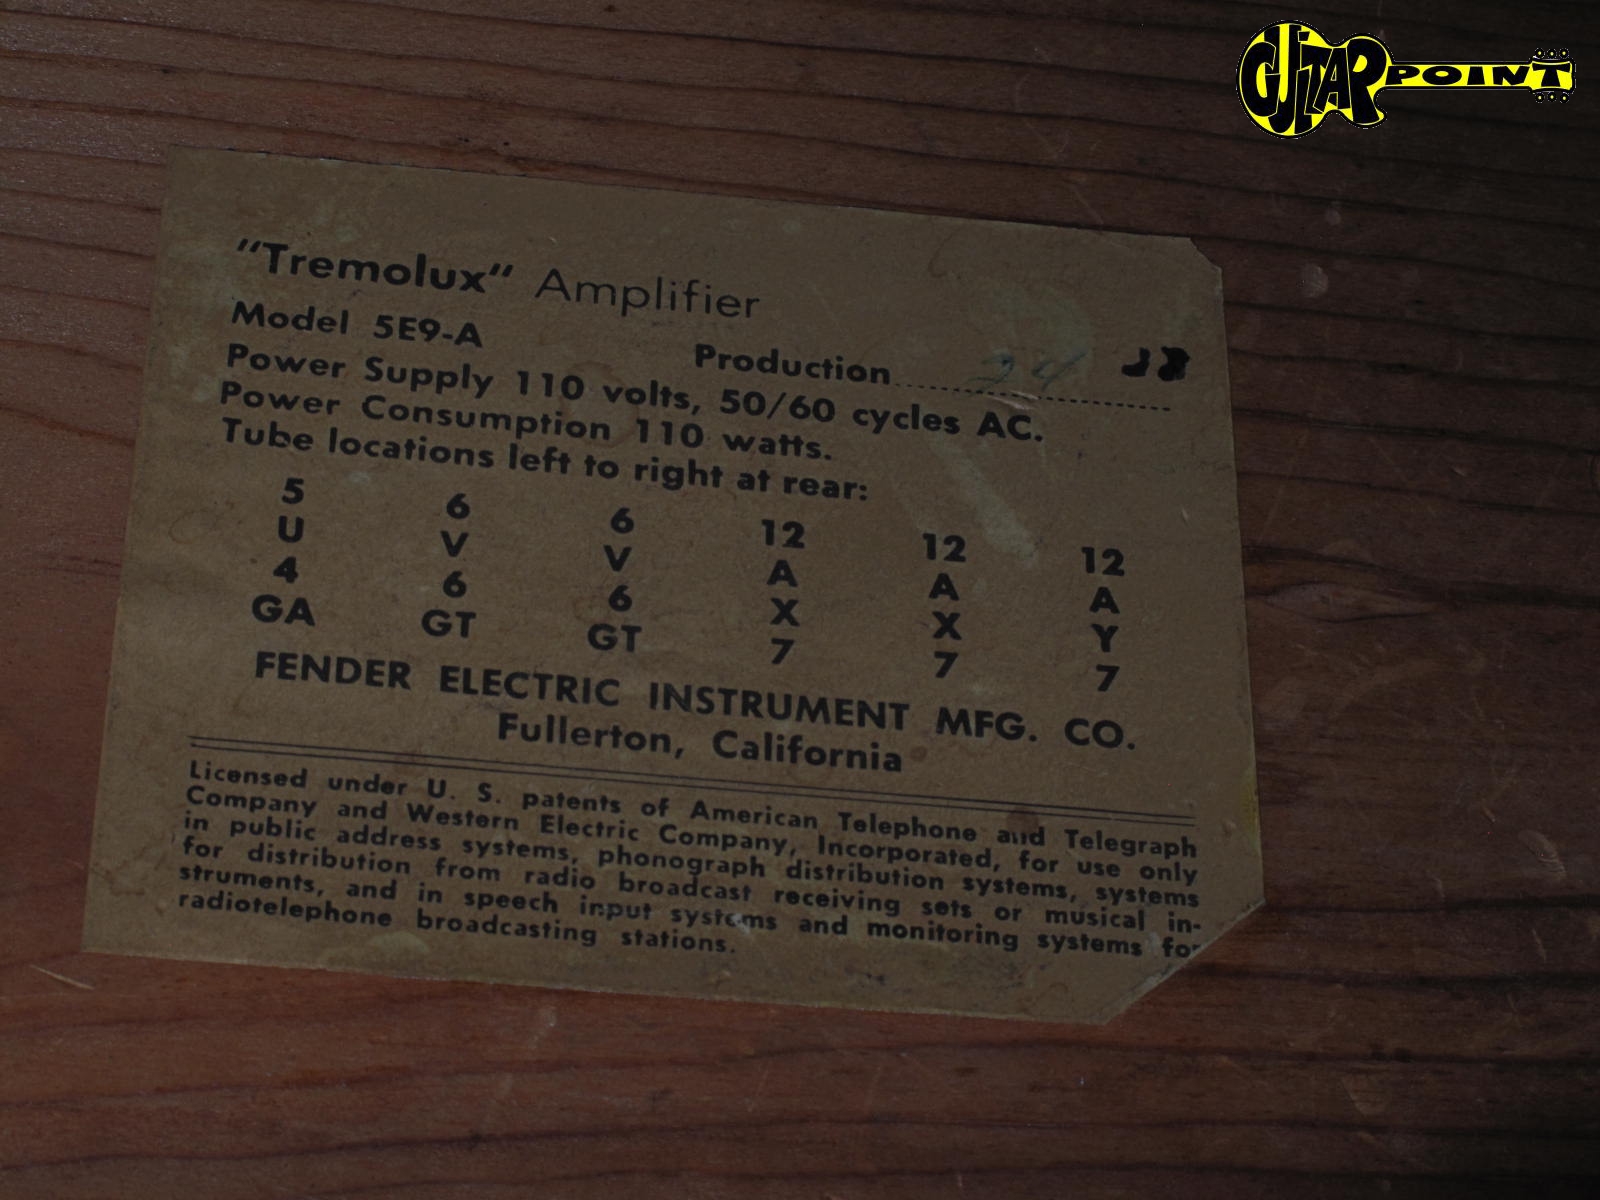 GUITAR POINT
"Tremolux" Amplifier
Model 5E9-A Production
Power Supply 110 volts, 50/60 cycles AC.
Power Consumption 110 watts.
Tube locations left to right at rear:
5 6 6 12 12 12
U V V A A A
4 6 6 X X Y
GA GT GT 7 7 7
FENDER ELECTRIC INSTRUMENT MFG. CO.
Fullerton, California
Licensed under U. S. patents of American Telephone and Telegraph
Company and Western Electric Company, Incorporated, for use only
in public address systems, phonograph distribution systems, systems
for distribution from radio broadcast receiving sets or musical in-
struments, and in speech input systems and monitoring systems for
radiotelephone broadcasting stations.